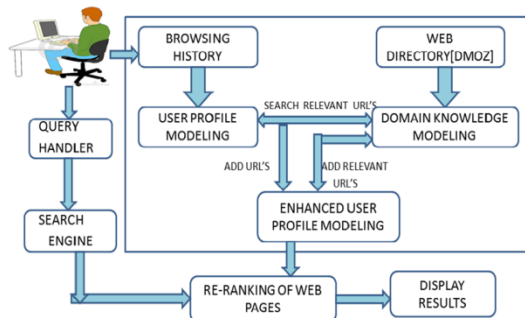 BROWSING
HISTORY
WEB
DIRECTORY[DMOZ]
SEARCH RELEVANT URL'S
USER PROFILE
MODELING
DOMAIN KNOWLEDGE
MODELING
QUERY
HANDLER
ADD URL'S
ADD RELEVANT
URL'S
ENHANCED USER
PROFILE MODELING
SEARCH
ENGINE
RE-RANKING OF WEB
PAGES
DISPLAY
RESULTS